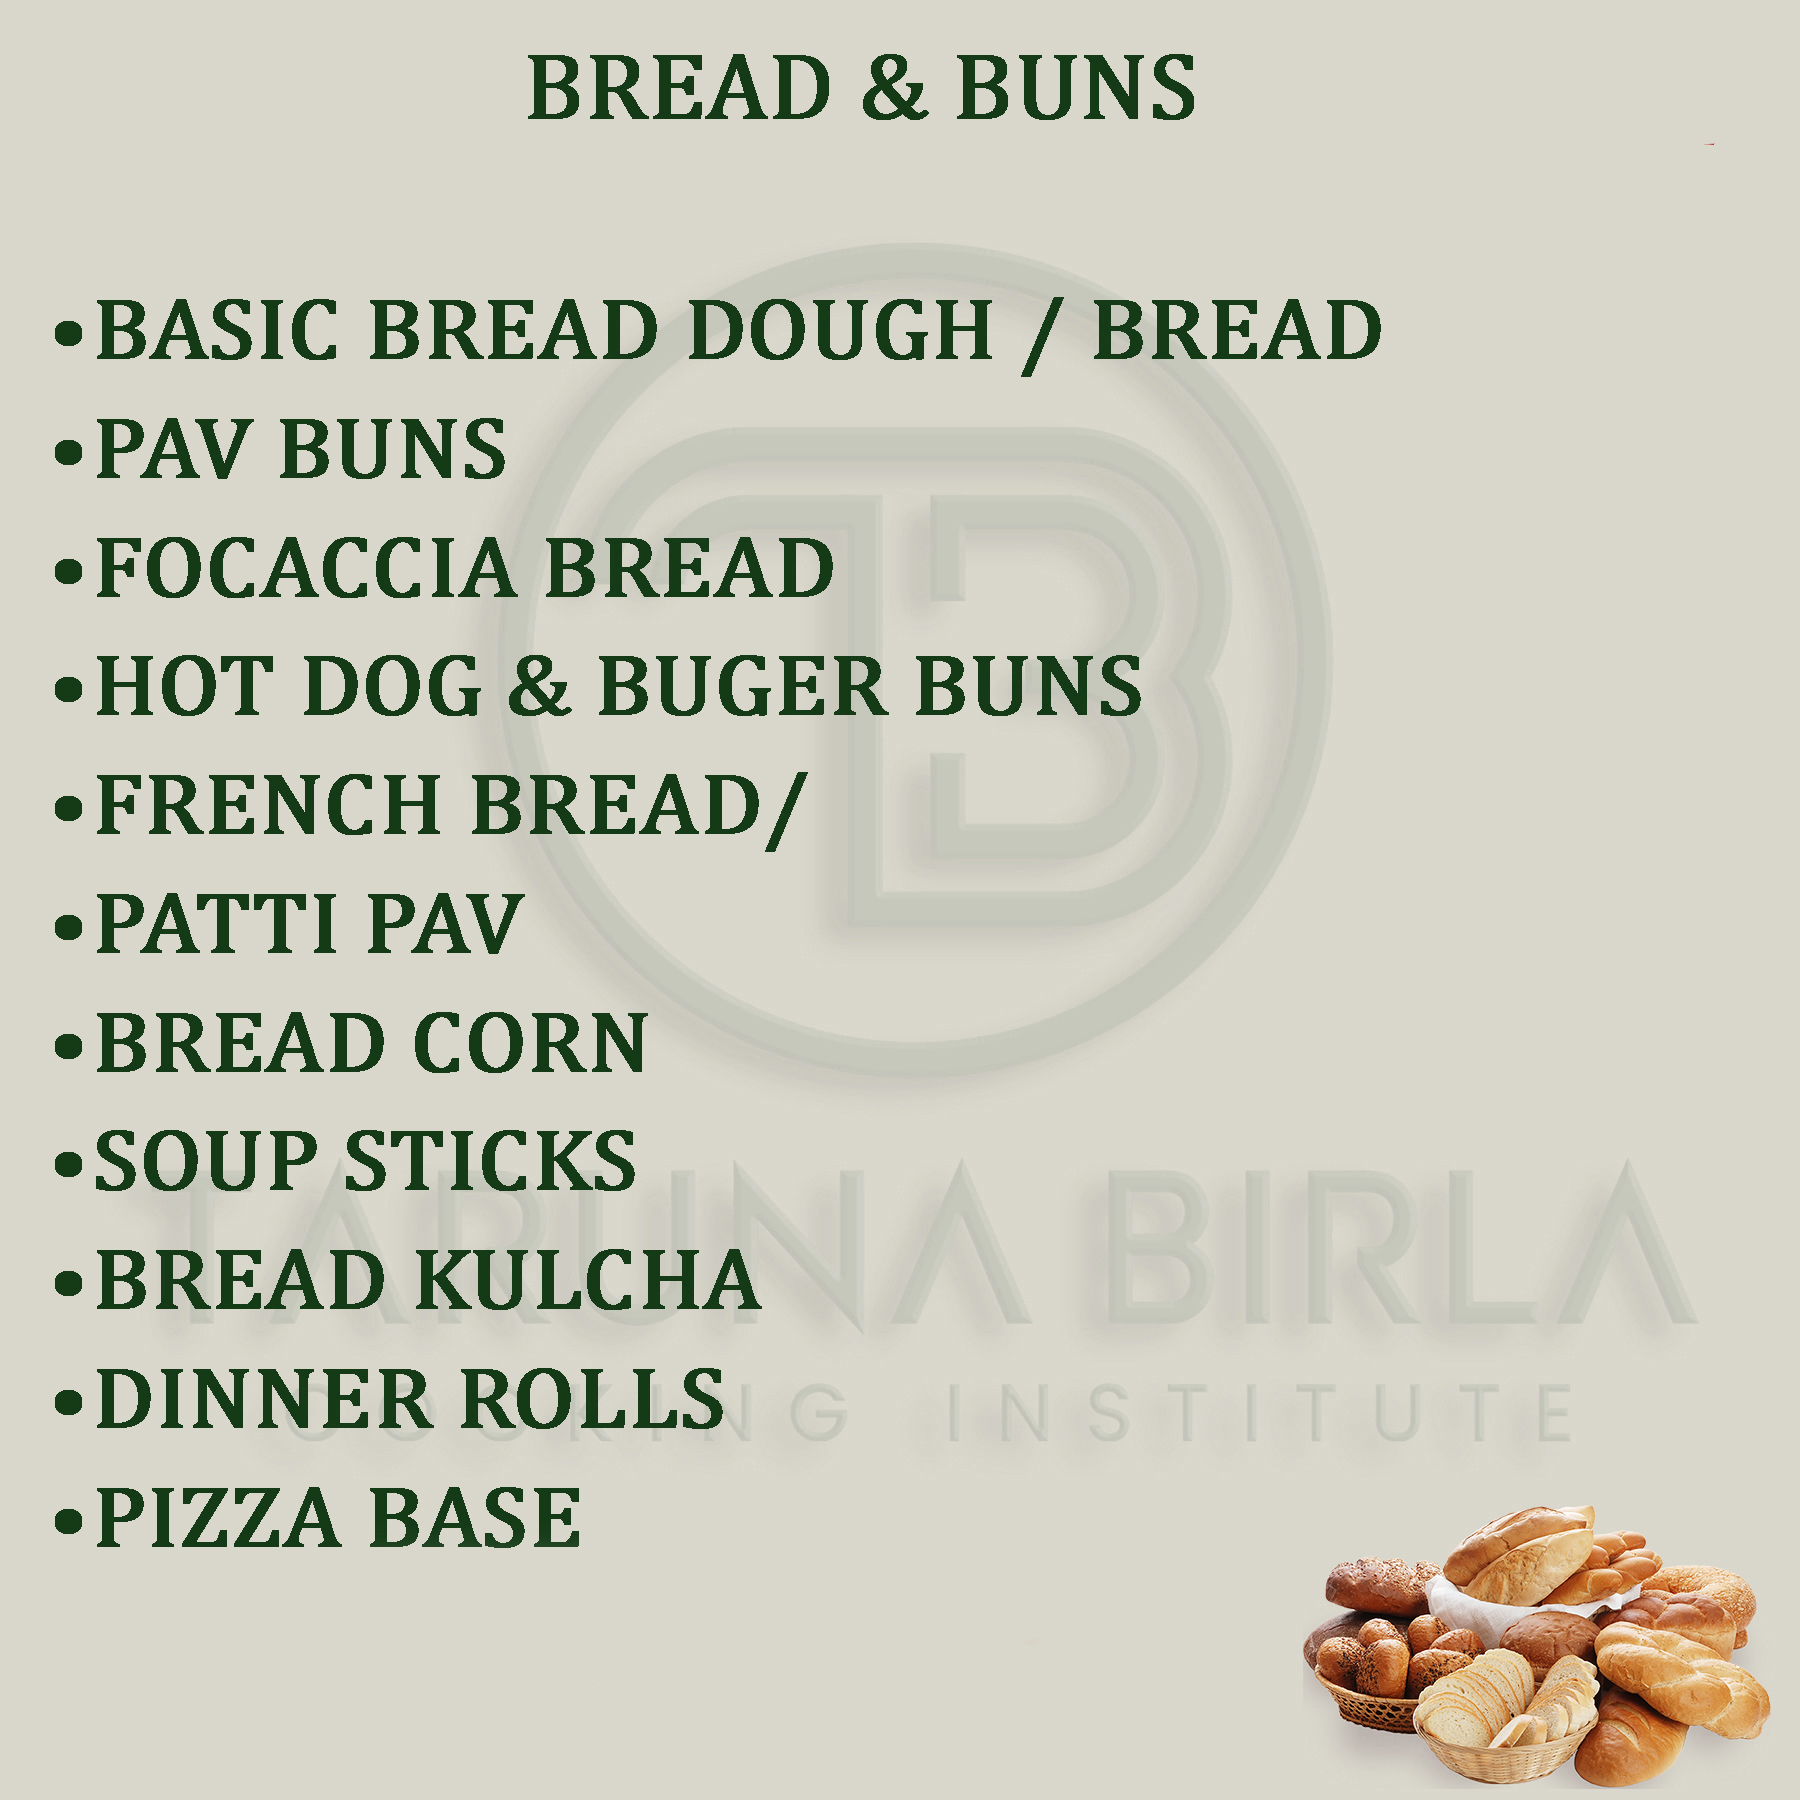 BREAD & BUNS
•BASIC BREAD DOUGH / BREAD
•PAV BUNS
•FOCACCIA BREAD
•HOT DOG & BUGER BUNS
•FRENCH BREAD/
•PATTI PAV
•BREAD CORN
•SOUP STICKS
•BREAD KULCHA
•DINNER ROLLS
•PIZZA BASE
TB
TARUNA BIRLA
COOKING INSTITUTE